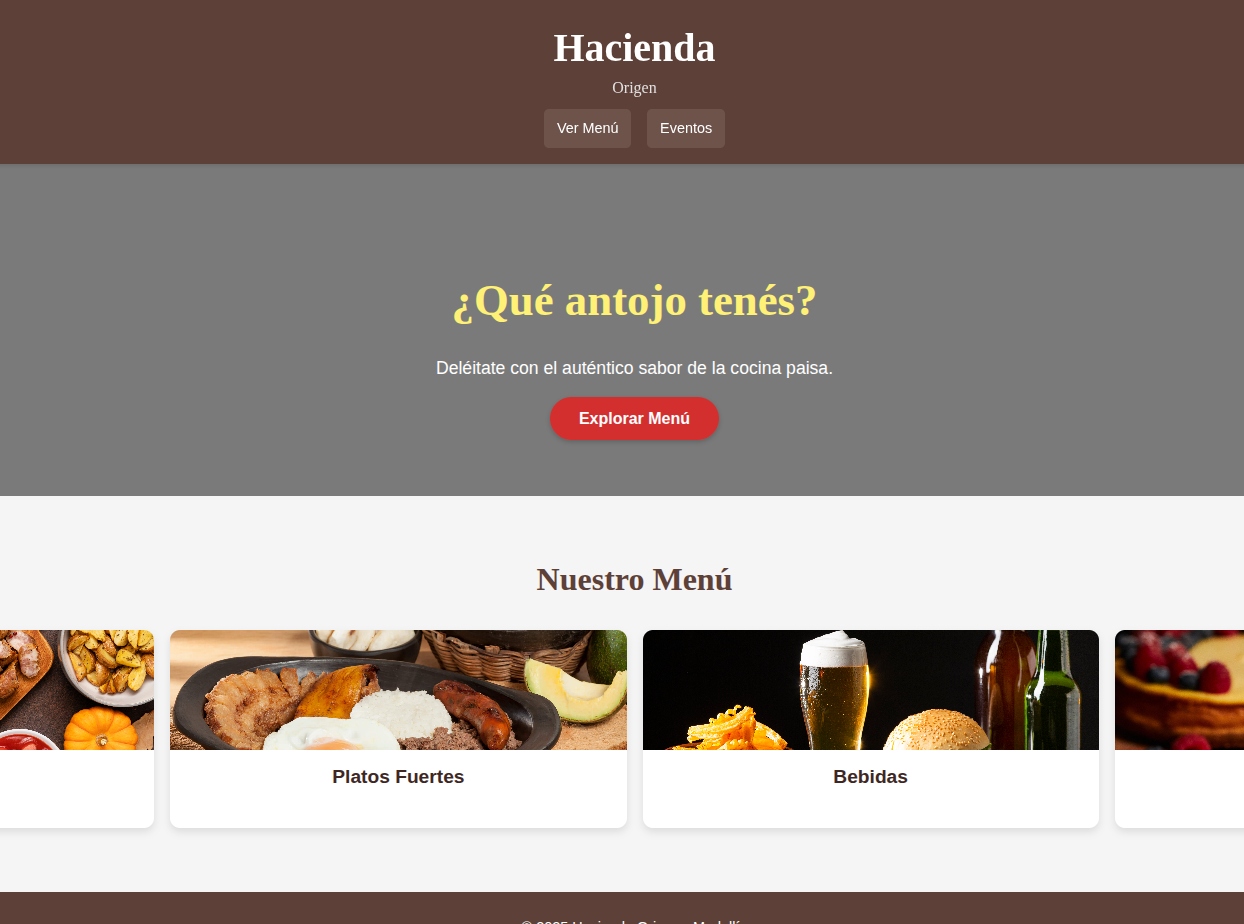 Hacienda
Origen
Ver Menú
Eventos
¿Qué antojo tenés?
Deléitate con el auténtico sabor de la cocina paisa.
Explorar Menú
Nuestro Menú
Platos Fuertes
Bebidas